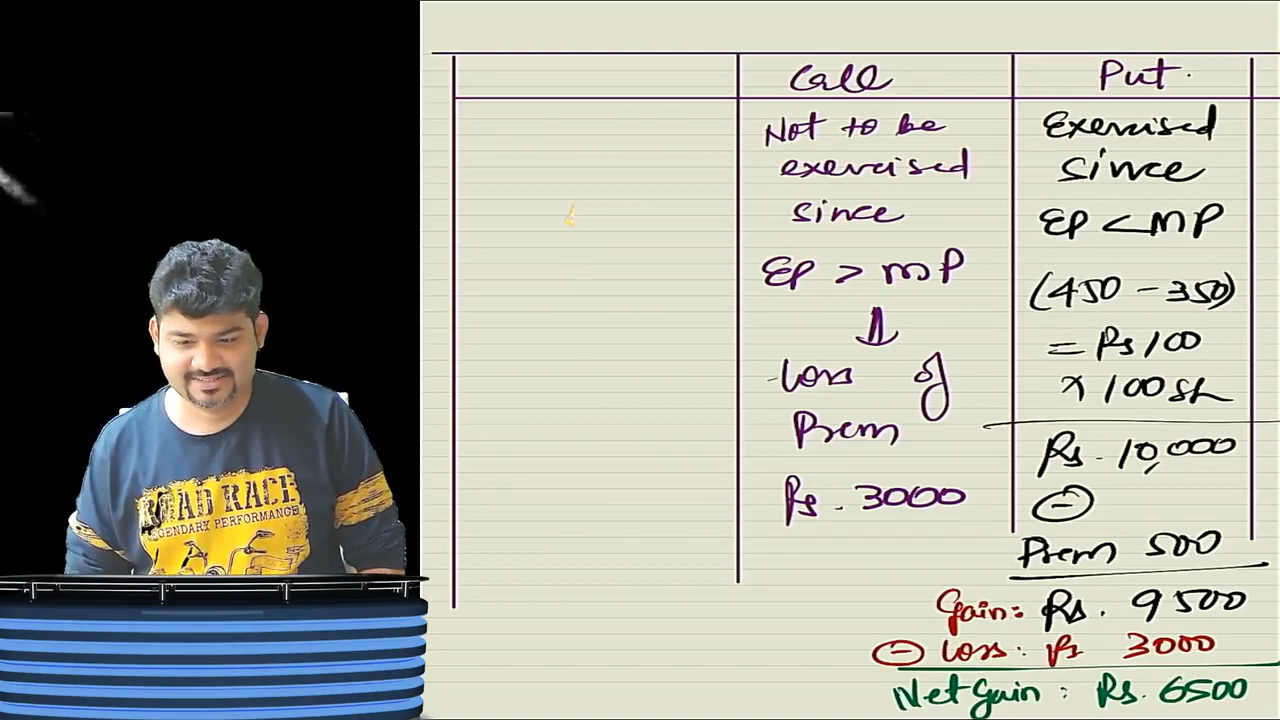 Call
Not to be
exercised
since
EP > MP
Loss of
Prem
Rs. 3000
Put.
Exercised
since
EP < MP
(450 - 350)
= Rs 100
x 100 sh
Rs. 10,000
-
Prem 500
Gain: Rs. 9500
- Loss: Rs 3000
Net Gain: Rs. 6500
ROAD RACE
LEGENDARY PERFORMANCE